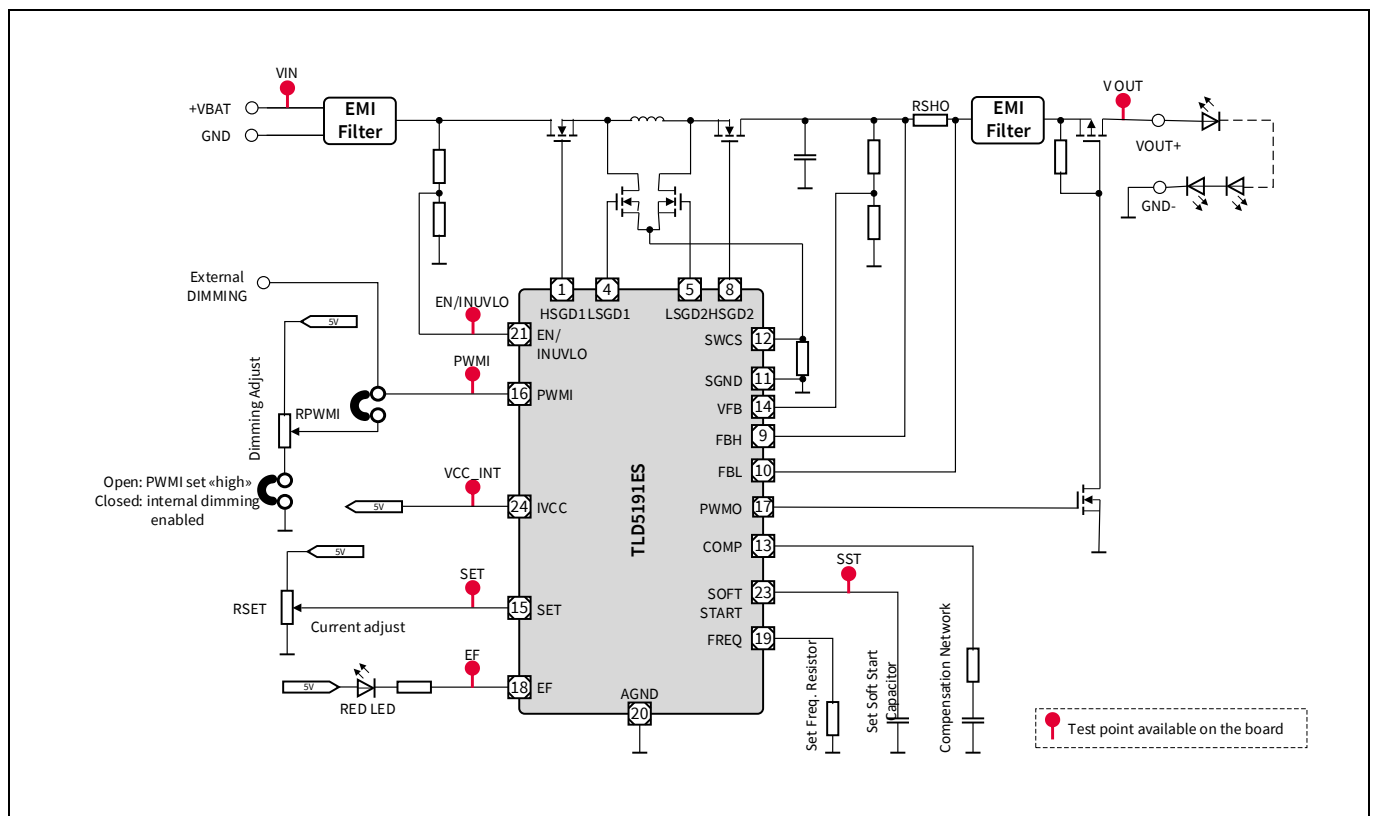 VIN
+VBAT
GND
EMI
Filter
RSHO
EMI
Filter
V OUT
VOUT+
GND-
External
DIMMING
5V
Dimming Adjust
RPWMI
Open: PWMI set «high»
Closed: internal dimming
enabled
EN/INUVLO
PWMI
VCC_INT
5V
5V
SET
RSET
Current adjust
EF
5V
RED LED
1
4
5
8
HSGD1
LSGD1
LSGD2
HSGD2
21
EN/
INUVLO
16
PWMI
24
IVCC
15
SET
18
EF
TLD5191ES
AGND
20
SWCS
12
SGND
11
VFB
14
FBH
9
FBL
10
PWMO
17
COMP
13
SOFT
START
23
FREQ
19
SST
Set Freq. Resistor
Set Soft Start
Capacitor
Compensation Network
Test point available on the board